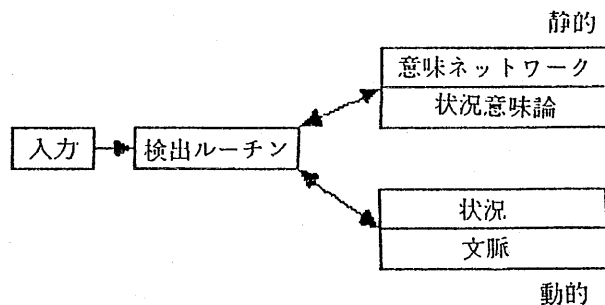 静的
意味ネットワーク
状況意味論
入力
検出ルーチン
状況
文脈
動的